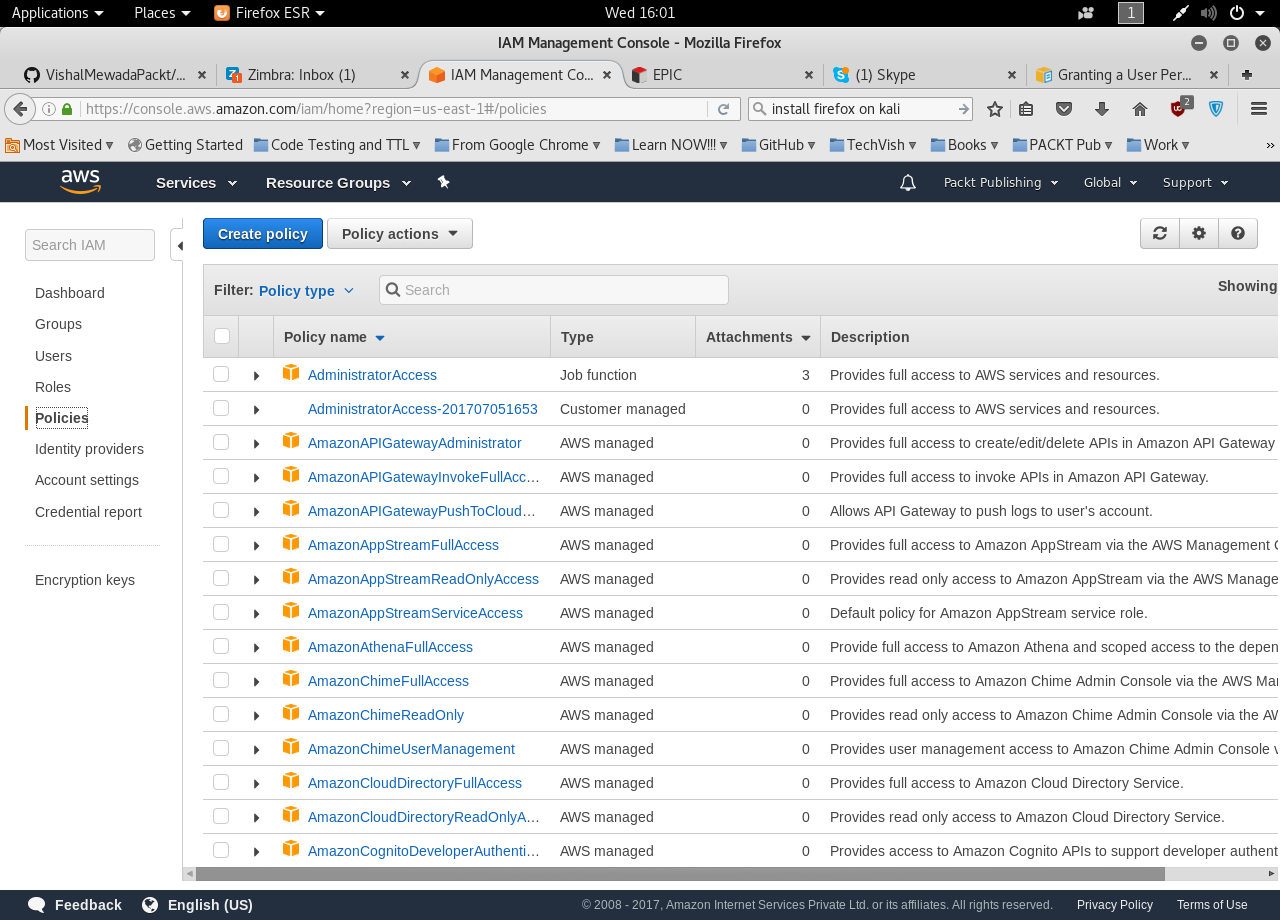 Applications Places Firefox ESR Wed 16:01 1
IAM Management Console - Mozilla Firefox
VishalMewadaPackt/... Zimbra: Inbox (1) IAM Management Co... EPIC (1) Skype Granting a User Per...
https://console.aws.amazon.com/iam/home?region=us-east-1#/policies install firefox on kali 2
Most Visited Getting Started Code Testing and TTL From Google Chrome Learn NOW!!! GitHub TechVish Books PACKT Pub Work »
aws Services Resource Groups Packt Publishing Global Support
Search IAM
Dashboard
Groups
Users
Roles
Policies
Identity providers
Account settings
Credential report
Encryption keys
Create policy Policy actions
Filter: Policy type Search Showing
Policy name Type Attachments Description
AdministratorAccess Job function 3 Provides full access to AWS services and resources.
AdministratorAccess-201707051653 Customer managed 0 Provides full access to AWS services and resources.
AmazonAPIGatewayAdministrator AWS managed 0 Provides full access to create/edit/delete APIs in Amazon API Gateway
AmazonAPIGatewayInvokeFullAcc... AWS managed 0 Provides full access to invoke APIs in Amazon API Gateway.
AmazonAPIGatewayPushToCloud... AWS managed 0 Allows API Gateway to push logs to user's account.
AmazonAppStreamFullAccess AWS managed 0 Provides full access to Amazon AppStream via the AWS Management
AmazonAppStreamReadOnlyAccess AWS managed 0 Provides read only access to Amazon AppStream via the AWS Manage
AmazonAppStreamServiceAccess AWS managed 0 Default policy for Amazon AppStream service role.
AmazonAthenaFullAccess AWS managed 0 Provide full access to Amazon Athena and scoped access to the depen
AmazonChimeFullAccess AWS managed 0 Provides full access to Amazon Chime Admin Console via the AWS Ma
AmazonChimeReadOnly AWS managed 0 Provides read only access to Amazon Chime Admin Console via the AW
AmazonChimeUserManagement AWS managed 0 Provides user management access to Amazon Chime Admin Console v
AmazonCloudDirectoryFullAccess AWS managed 0 Provides full access to Amazon Cloud Directory Service.
AmazonCloudDirectoryReadOnlyA... AWS managed 0 Provides read only access to Amazon Cloud Directory Service.
AmazonCognitoDeveloperAuthenti... AWS managed 0 Provides access to Amazon Cognito APIs to support developer authent
Feedback English (US) © 2008 - 2017, Amazon Internet Services Private Ltd. or its affiliates. All rights reserved. Privacy Policy Terms of Use